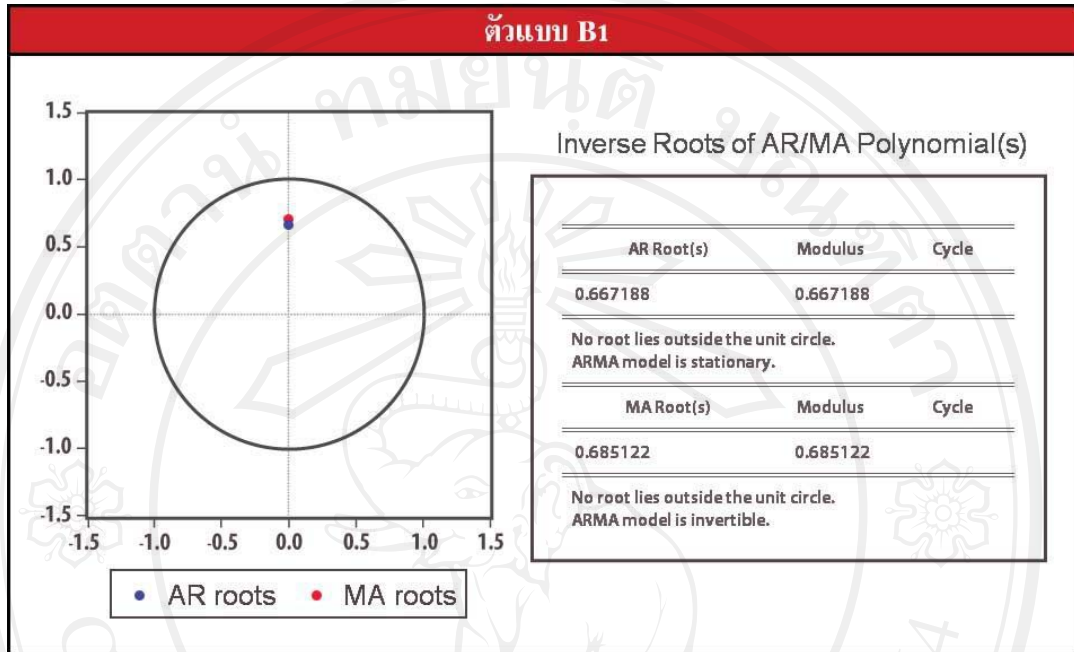 ตัวแบบ B1
1.5
1.0
0.5
0.0
-0.5
-1.0
-1.5
-1.5 -1.0 -0.5 0.0 0.5 1.0 1.5
AR roots MA roots
Inverse Roots of AR/MA Polynomial(s)
AR Root(s) Modulus Cycle
0.667188 0.667188
No root lies outside the unit circle.
ARMA model is stationary.
MA Root(s) Modulus Cycle
0.685122 0.685122
No root lies outside the unit circle.
ARMA model is invertible.